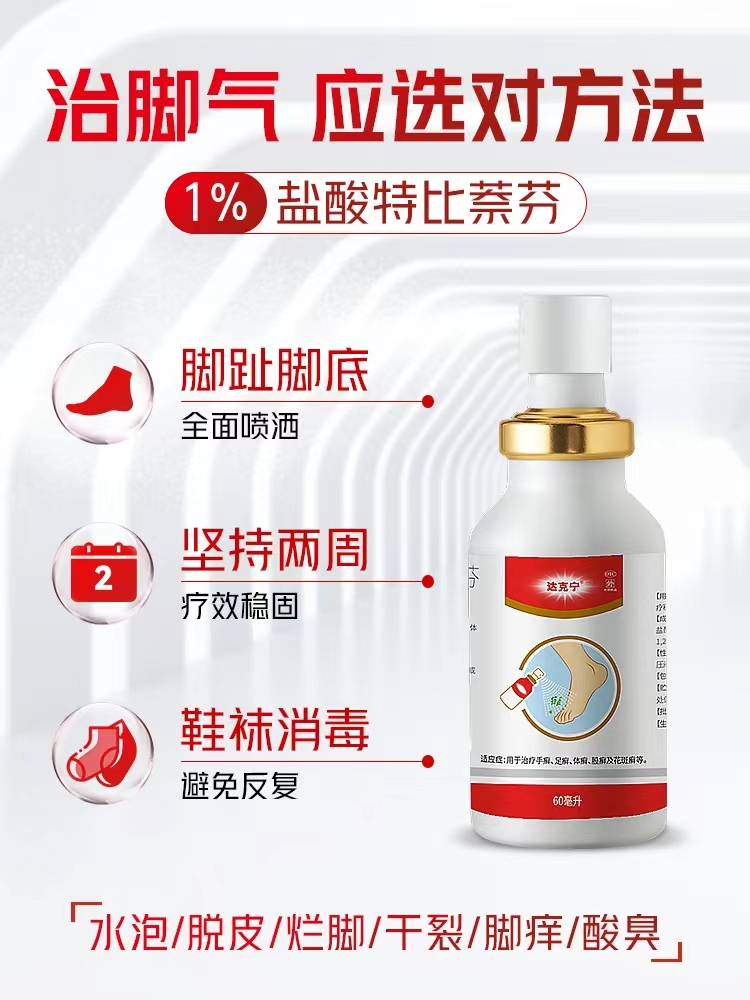 治脚气 应选对方法
1% 盐酸特比萘芬
脚趾脚底
全面喷洒
2
坚持两周
疗效稳固
鞋袜消毒
避免反复
达克宁
适应症:用于治疗手癣、足癣、体癣、股癣及花斑癣等。
60毫升
水泡/脱皮/烂脚/干裂/脚痒/酸臭